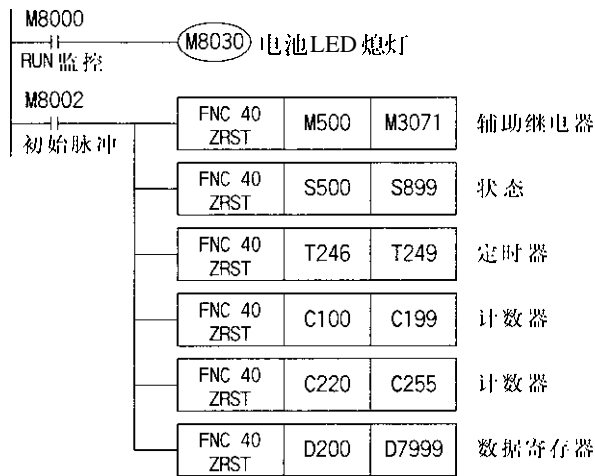 M8000
M8030 电池LED熄灯
RUN监控
M8002
初始脉冲
FNC 40 ZRST M500 M3071 辅助继电器
FNC 40 ZRST S500 S899 状态
FNC 40 ZRST T246 T249 定时器
FNC 40 ZRST C100 C199 计数器
FNC 40 ZRST C220 C255 计数器
FNC 40 ZRST D200 D7999 数据寄存器